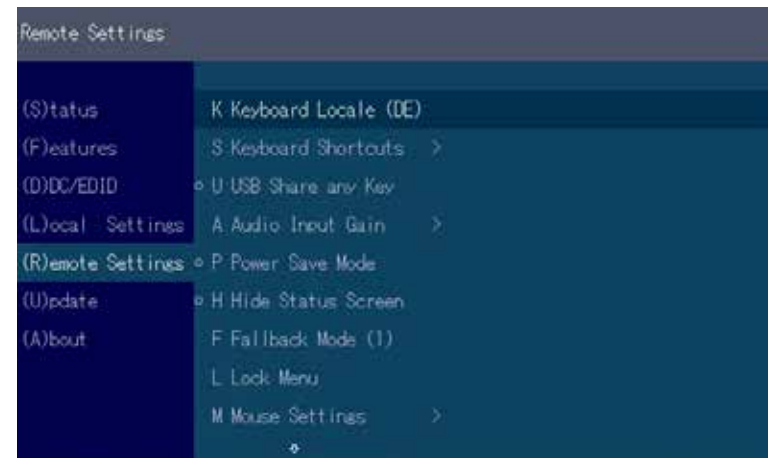 Remote Settings
(S)tatus
(F)eatures
(D)DC/EDID
(L)ocal Settings
(R)emote Settings
(U)pdate
(A)bout
K Keyboard Locale (DE)
S Keyboard Shortcuts >
U USB Share any Key
A Audio Input Gain >
P Power Save Mode
H Hide Status Screen
F Fallback Mode (1)
L Lock Menu
M Mouse Settings >